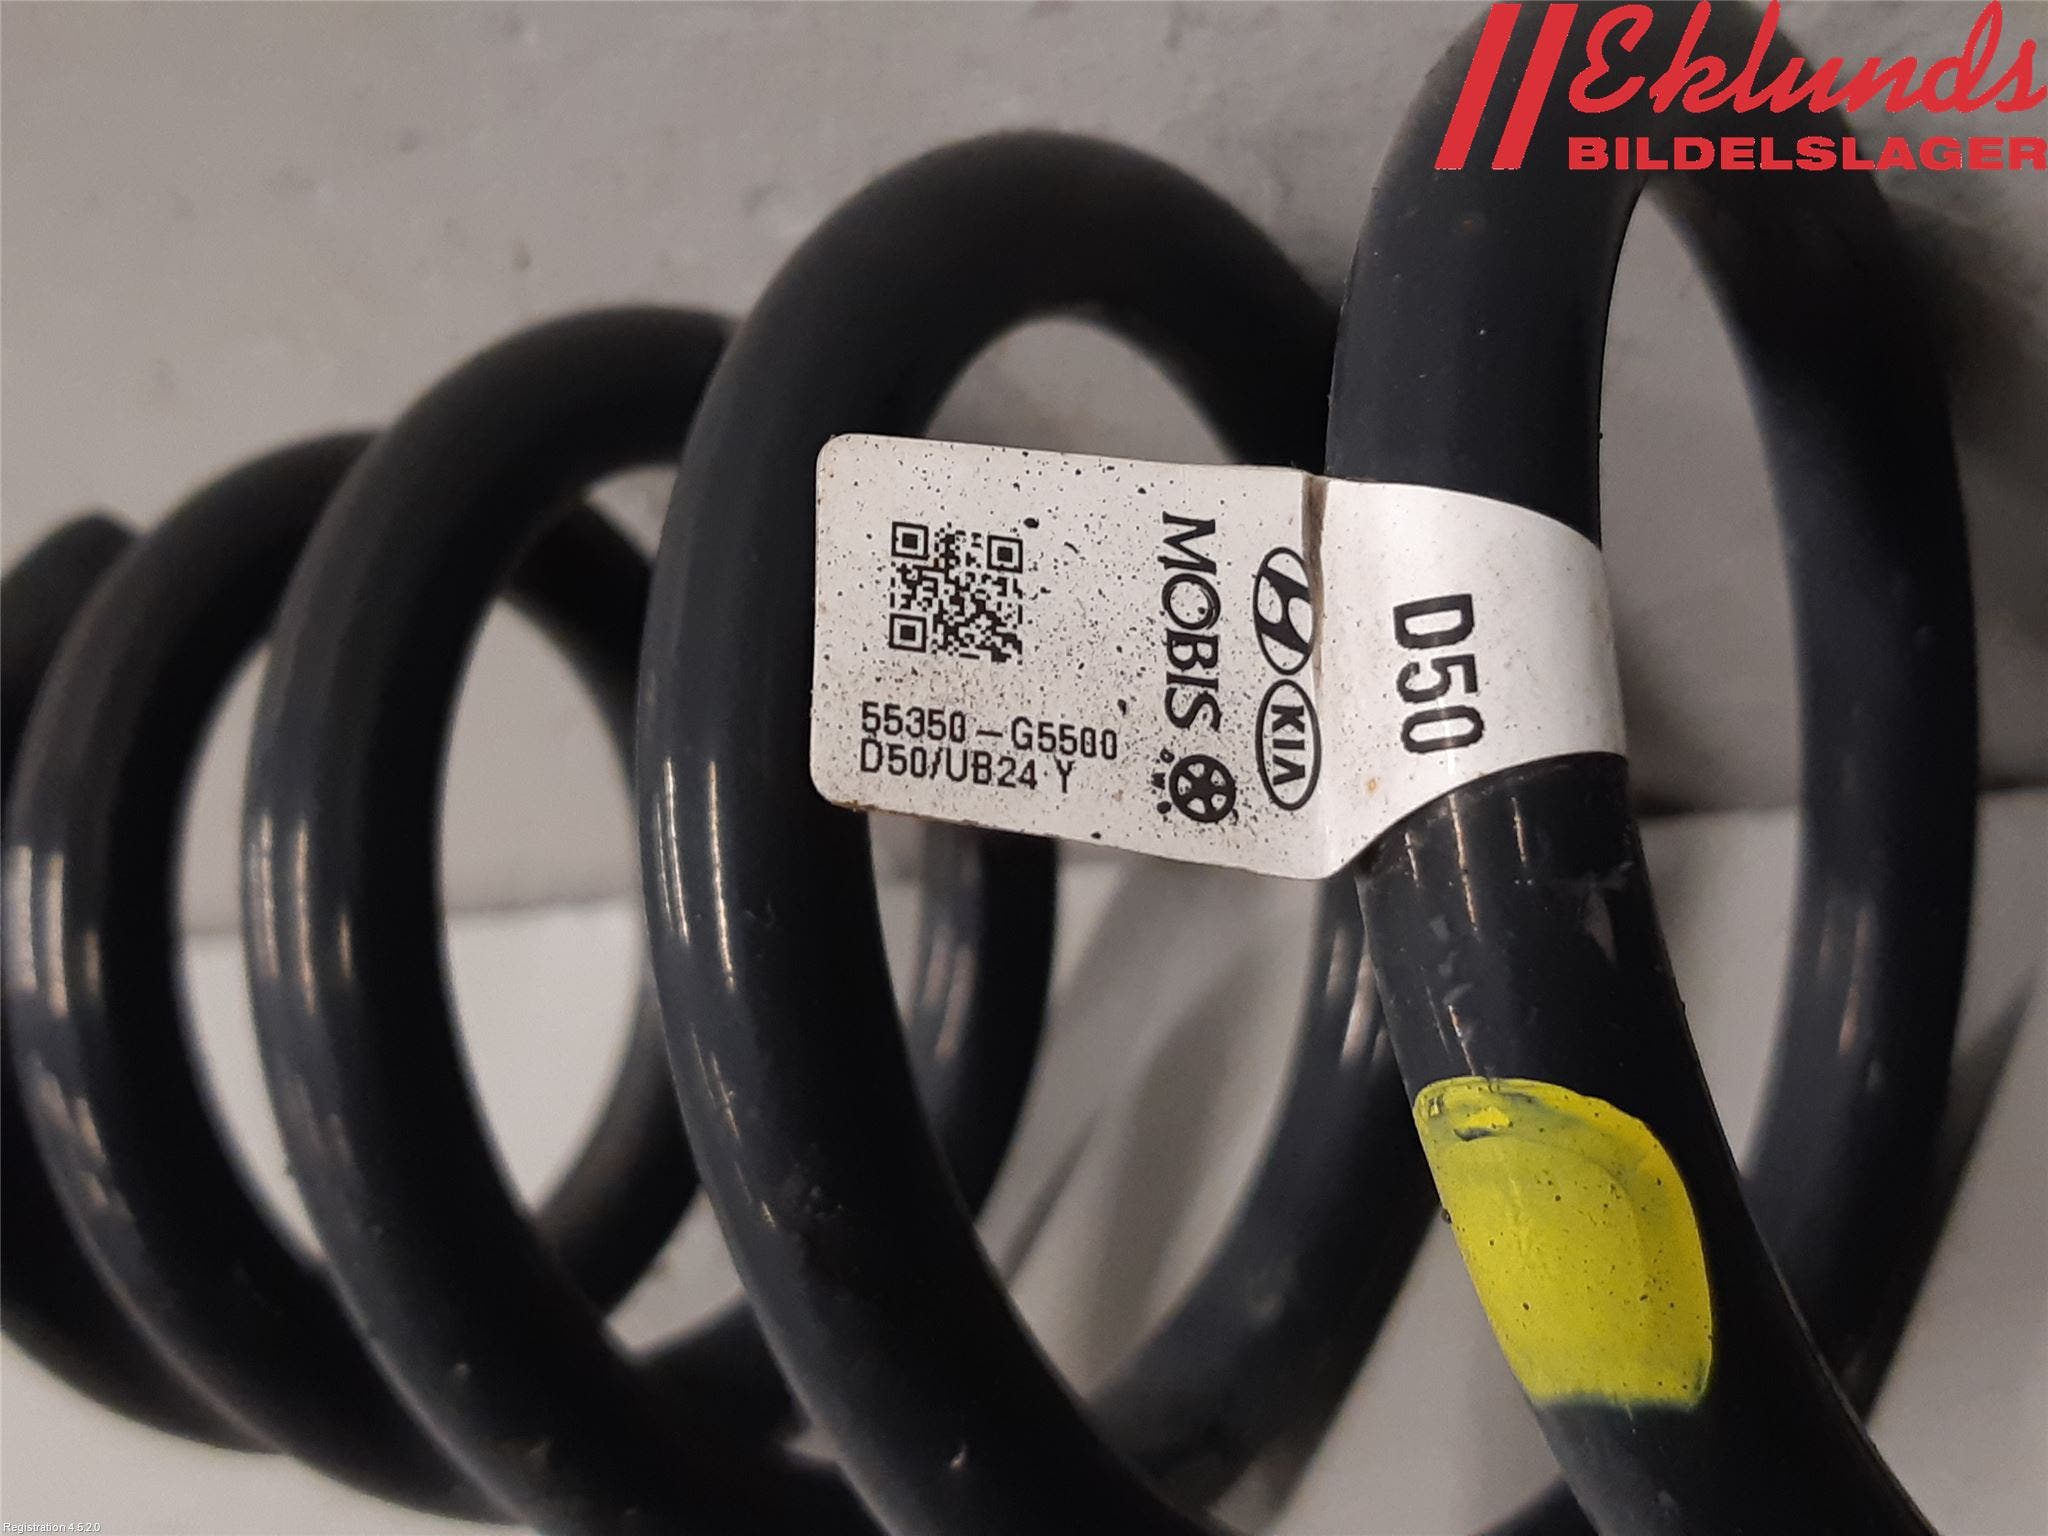 Eklunds
BILDELSLAGER
D50
KIA
MOBIS
55350-G5500
D50/UB24 Y
Registration 4.5.2.0